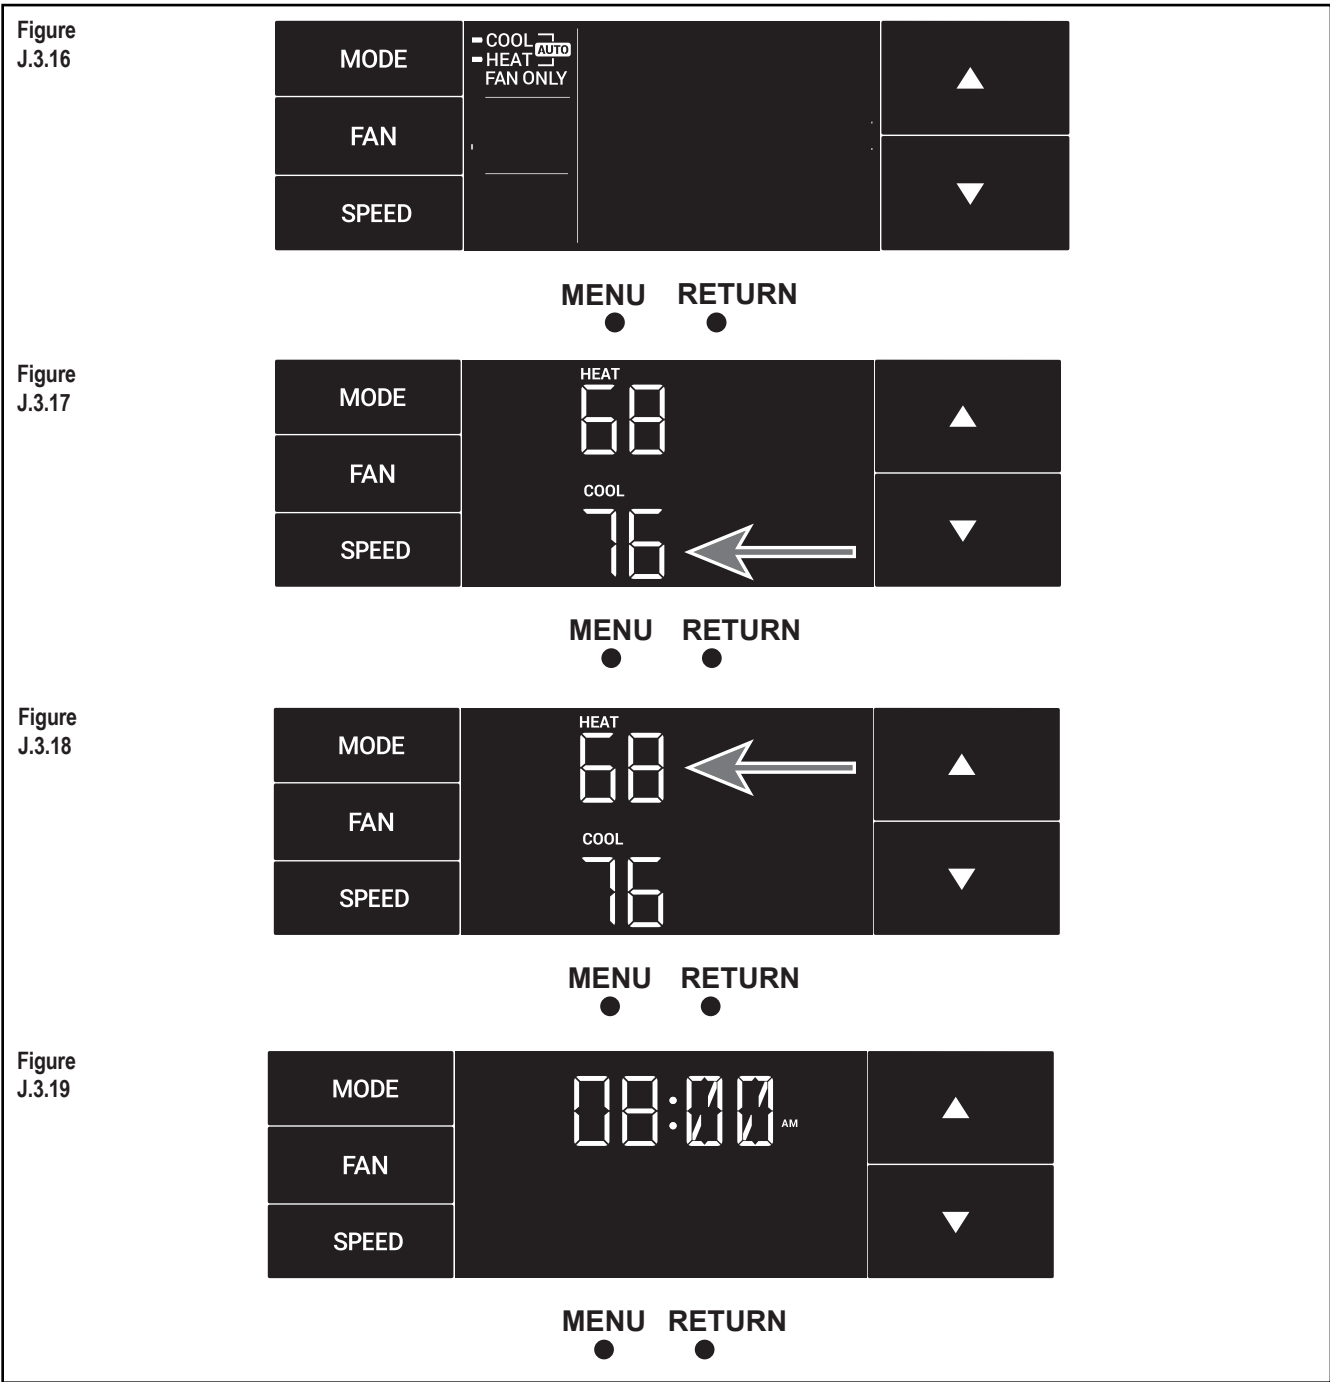 Figure
J.3.16
MODE
FAN
SPEED
COOL
HEAT
AUTO
FAN ONLY
MENU RETURN
Figure
J.3.17
MODE
FAN
SPEED
HEAT
68
COOL
76
MENU RETURN
Figure
J.3.18
MODE
FAN
SPEED
HEAT
68
COOL
76
MENU RETURN
Figure
J.3.19
MODE
FAN
SPEED
08:00 AM
MENU RETURN